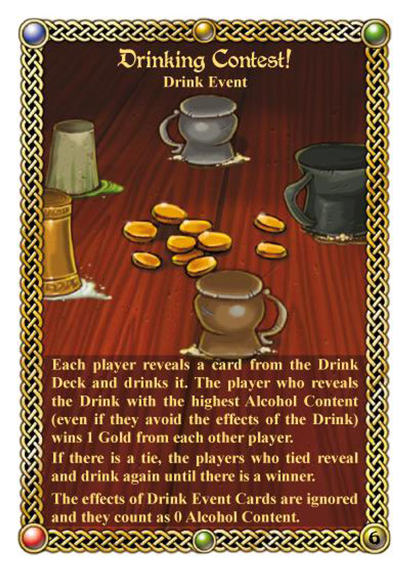 Drinking Contest!
Drink Event
Each player reveals a card from the Drink
Deck and drinks it. The player who reveals
the Drink with the highest Alcohol Content
(even if they avoid the effects of the Drink)
wins 1 Gold from each other player.
If there is a tie, the players who tied reveal
and drink again until there is a winner.
The effects of Drink Event Cards are ignored
and they count as 0 Alcohol Content.
6